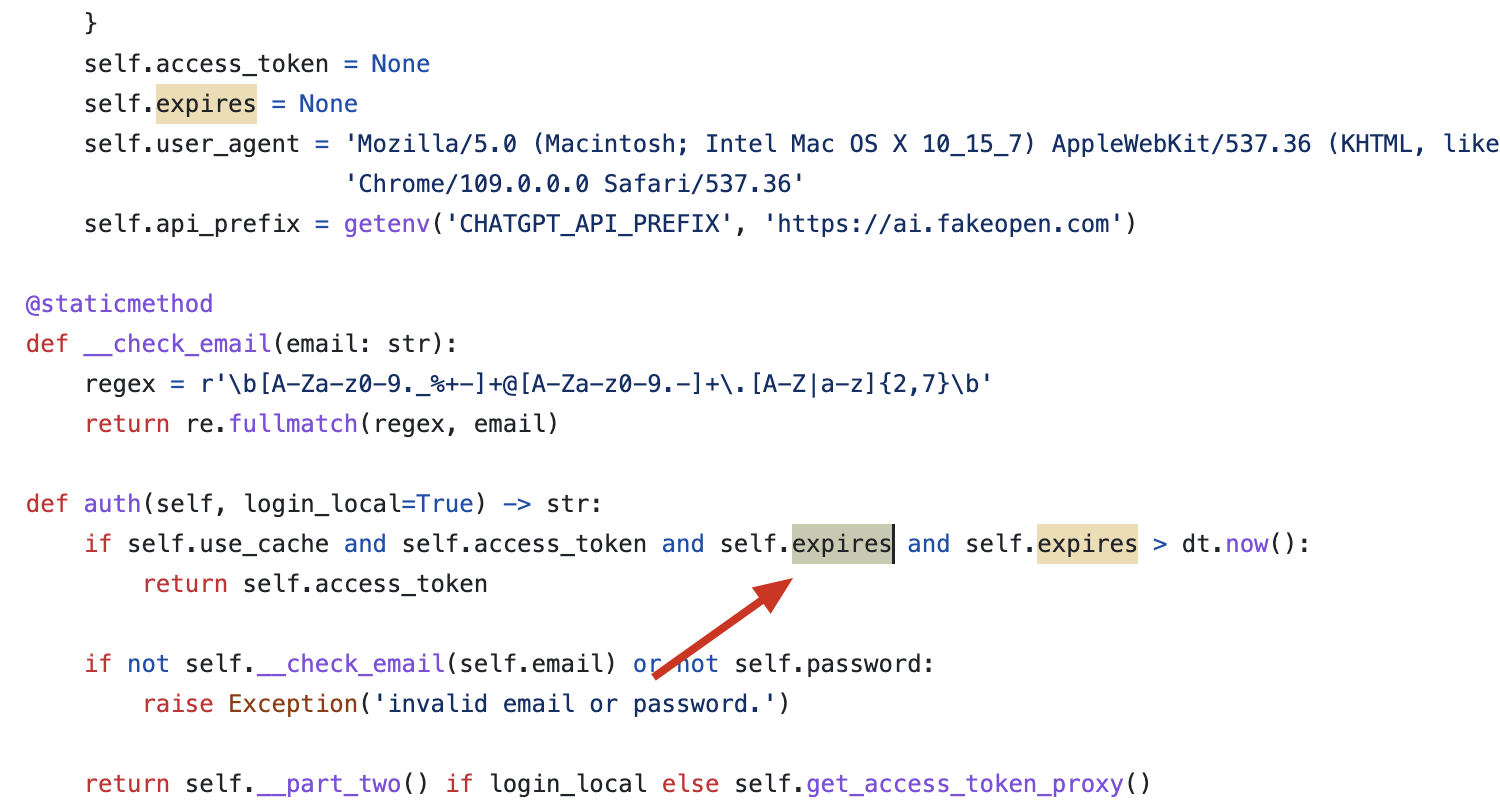 }
self.access_token = None
self.expires = None
self.user_agent = 'Mozilla/5.0 (Macintosh; Intel Mac OS X 10_15_7) AppleWebKit/537.36 (KHTML, like
'Chrome/109.0.0.0 Safari/537.36'
self.api_prefix = getenv('CHATGPT_API_PREFIX', 'https://ai.fakeopen.com')
@staticmethod
def __check_email(email: str):
regex = r'\b[A-Za-z0-9._%+-]+@[A-Za-z0-9.-]+\.[A-Z|a-z]{2,7}\b'
return re.fullmatch(regex, email)
def auth(self, login_local=True) -> str:
if self.use_cache and self.access_token and self.expires and self.expires > dt.now():
return self.access_token
if not self.__check_email(self.email) or not self.password:
raise Exception('invalid email or password.')
return self.__part_two() if login_local else self.get_access_token_proxy()